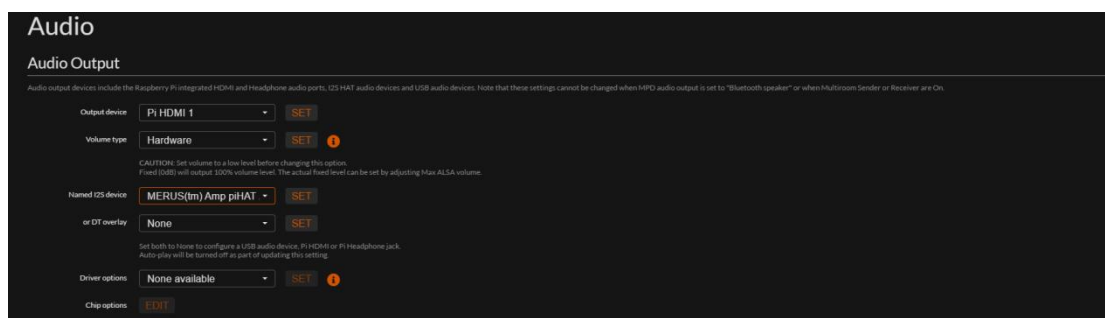 Audio
Audio Output
Audio output devices include the Raspberry Pi integrated HDMI and Headphone audio ports, I2S HAT audio devices and USB audio devices. Note that these settings cannot be changed when MPD audio output is set to "Bluetooth speaker" or when Multiroom Sender or Receiver are On.
Output device Pi HDMI 1 SET
Volume type Hardware SET
CAUTION: Set volume to a low level before changing this option.
Fixed (0dB) will output 100% volume level. The actual fixed level can be set by adjusting Max ALSA volume.
Named I2S device MERUS(tm) Amp piHAT SET
or DT overlay None SET
Set both to None to configure a USB audio device, Pi HDMI or Pi Headphone jack.
Auto-play will be turned off as part of updating this setting.
Driver options None available SET
Chip options EDIT